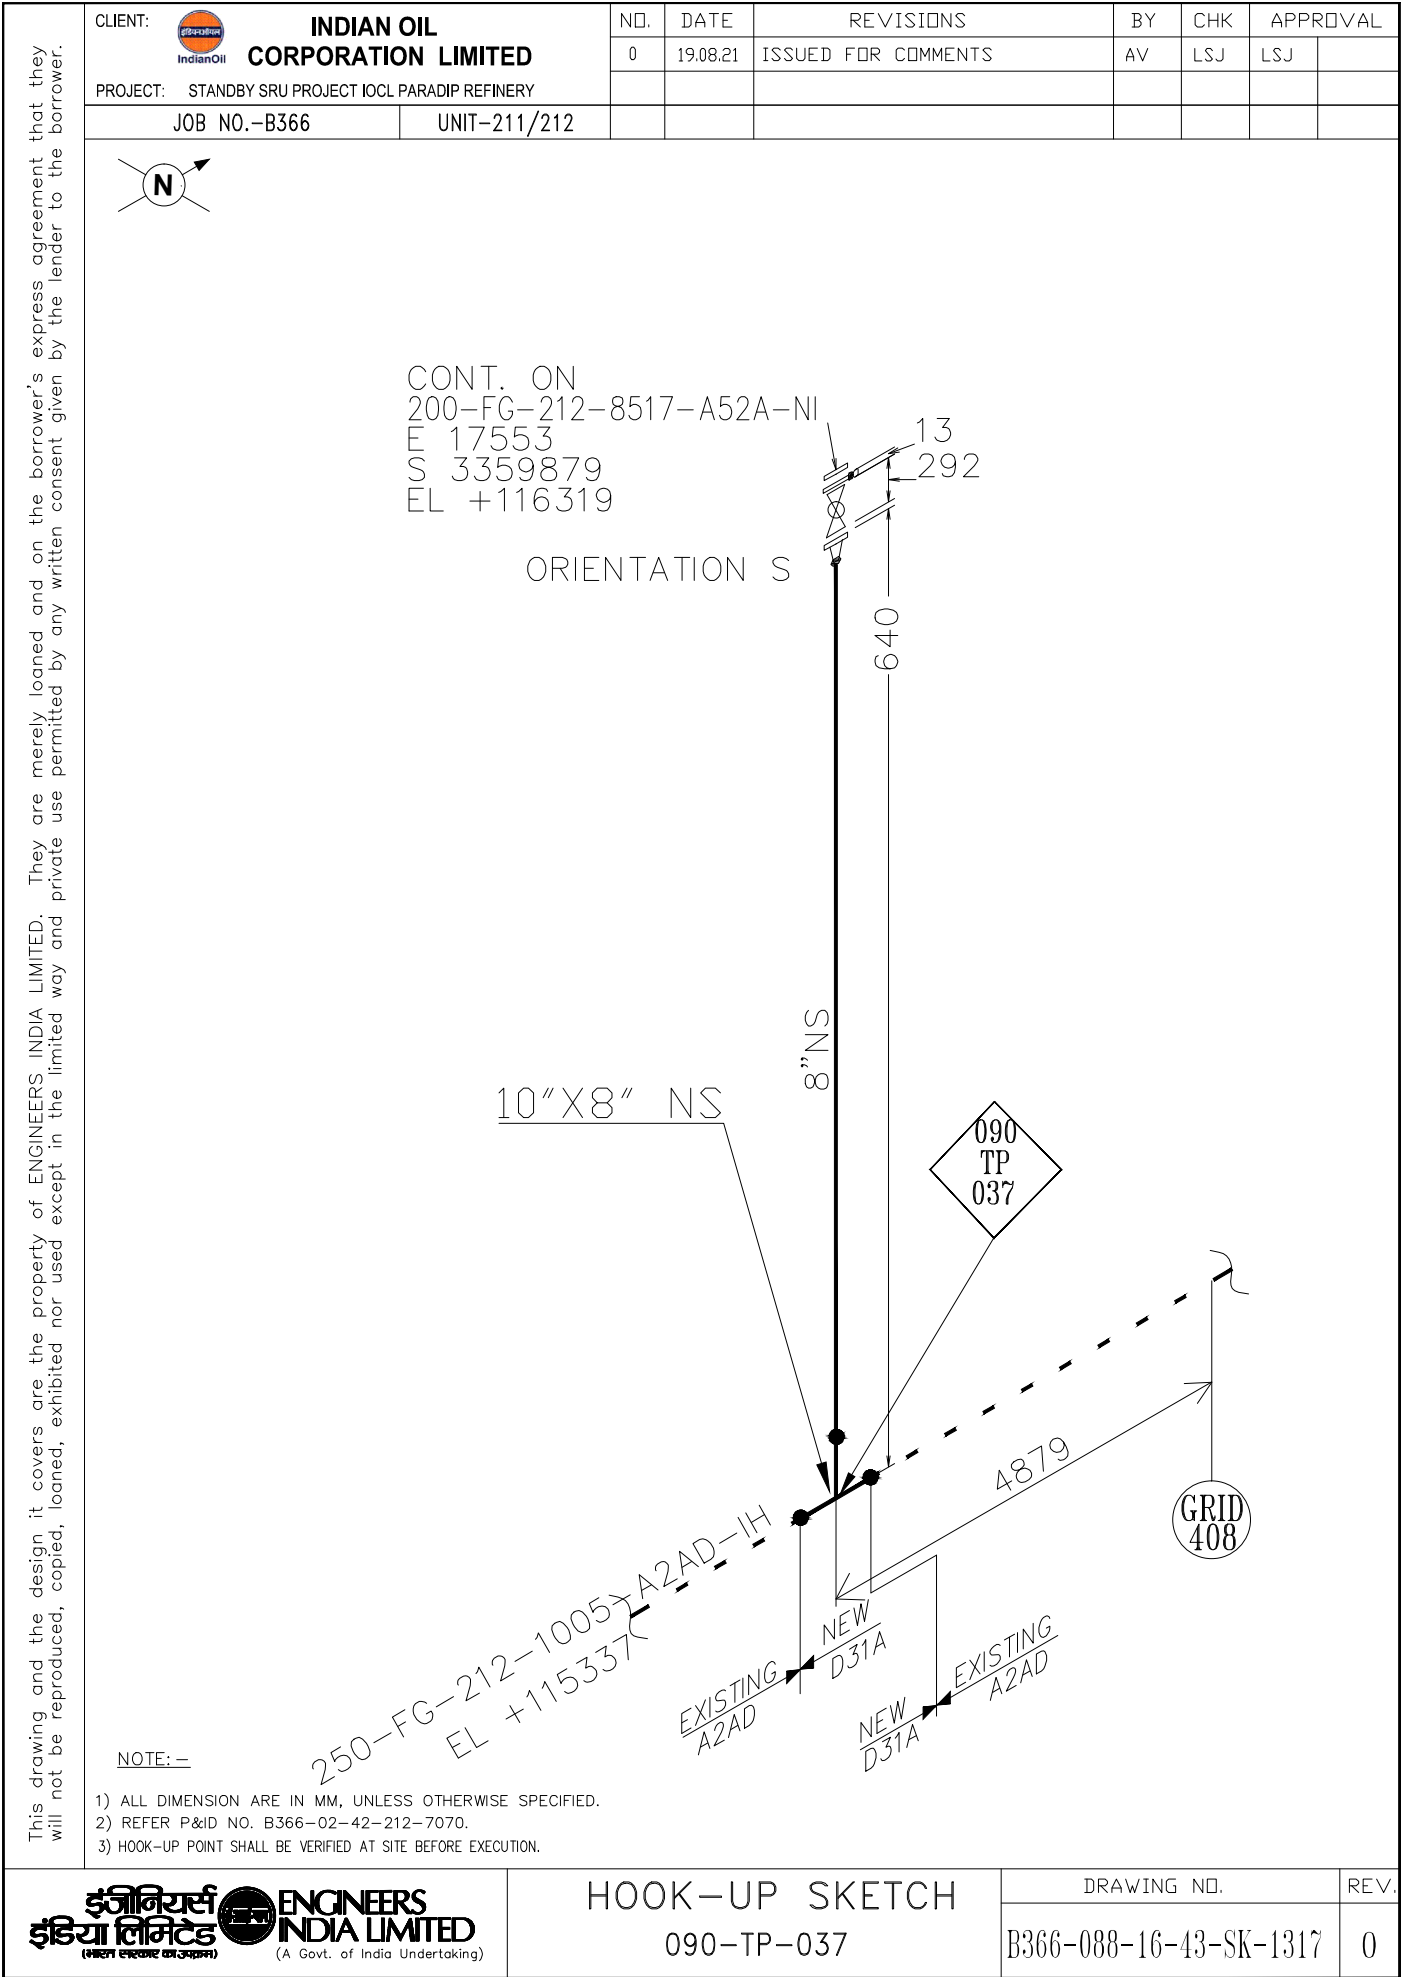 CLIENT:
इंडियनऑयल
IndianOil
INDIAN OIL
CORPORATION LIMITED
PROJECT: STANDBY SRU PROJECT IOCL PARADIP REFINERY
JOB NO.-B366 UNIT-211/212
NO. DATE REVISIONS BY CHK APPROVAL
0 19.08.21 ISSUED FOR COMMENTS AV LSJ LSJ
This drawing and the design it covers are the property of ENGINEERS INDIA LIMITED. They are merely loaned and on the borrower's express agreement that they
will not be reproduced, copied, loaned, exhibited nor used except in the limited way and private use permitted by any written consent given by the lender to the borrower.
N
CONT. ON
200-FG-212-8517-A52A-NI
E 17553
S 3359879
EL +116319
13
292
ORIENTATION S
640
8"NS
10"X8" NS
090
TP
037
4879
GRID
408
250-FG-212-1005-A2AD-IH
EL +115337
EXISTING
A2AD
NEW
D31A
NEW
D31A
EXISTING
A2AD
NOTE:-
1) ALL DIMENSION ARE IN MM, UNLESS OTHERWISE SPECIFIED.
2) REFER P&ID NO. B366-02-42-212-7070.
3) HOOK-UP POINT SHALL BE VERIFIED AT SITE BEFORE EXECUTION.
इंजीनियर्स
इंडिया लिमिटेड
(भारत सरकार का उपक्रम)
ENGINEERS
INDIA LIMITED
(A Govt. of India Undertaking)
HOOK-UP SKETCH
090-TP-037
DRAWING NO. REV.
B366-088-16-43-SK-1317 0